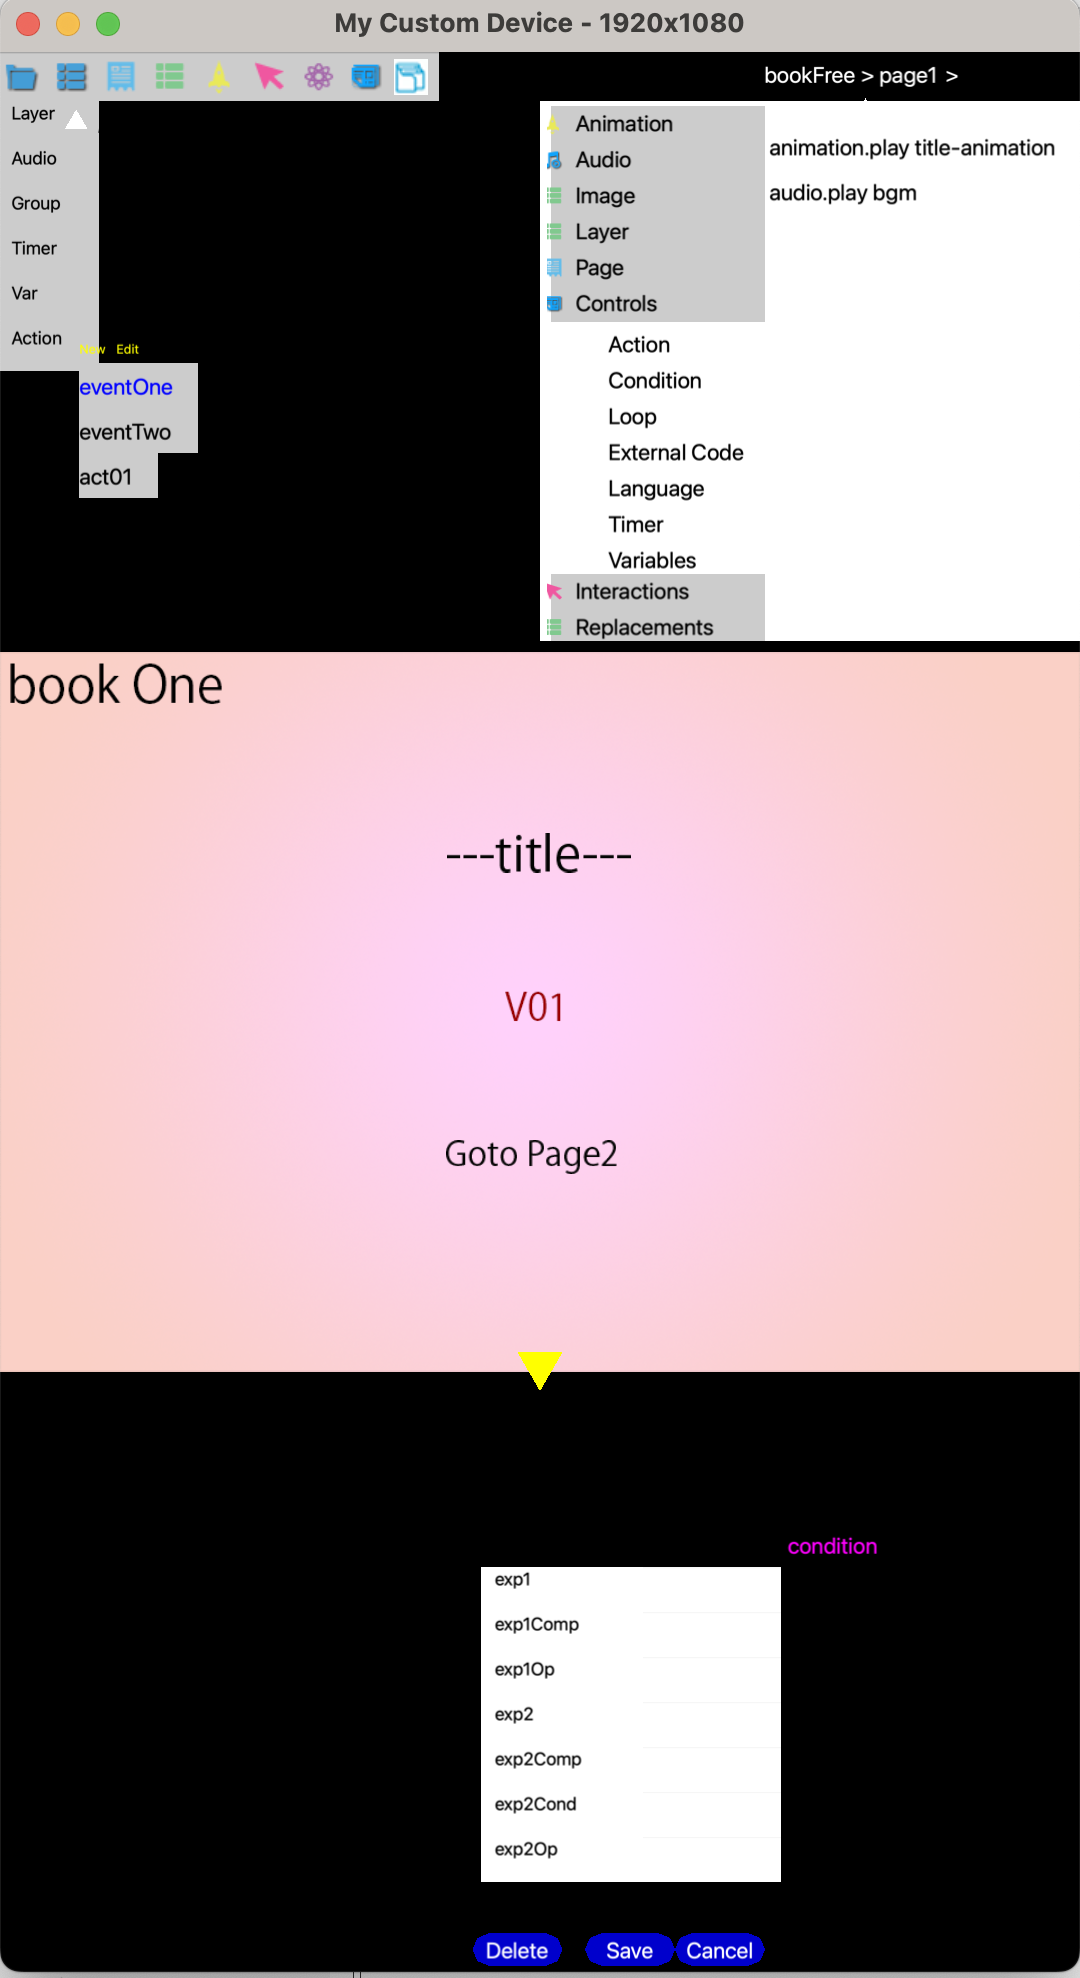 My Custom Device - 1920x1080
bookFree > page1 >
Layer
Audio
Group
Timer
Var
Action
New Edit
eventOne
eventTwo
act01
Animation
Audio
Image
Layer
Page
Controls
Action
Condition
Loop
External Code
Language
Timer
Variables
Interactions
Replacements
animation.play title-animation
audio.play bgm
book One
---title---
V01
Goto Page2
condition
exp1
exp1Comp
exp1Op
exp2
exp2Comp
exp2Cond
exp2Op
Delete Save Cancel